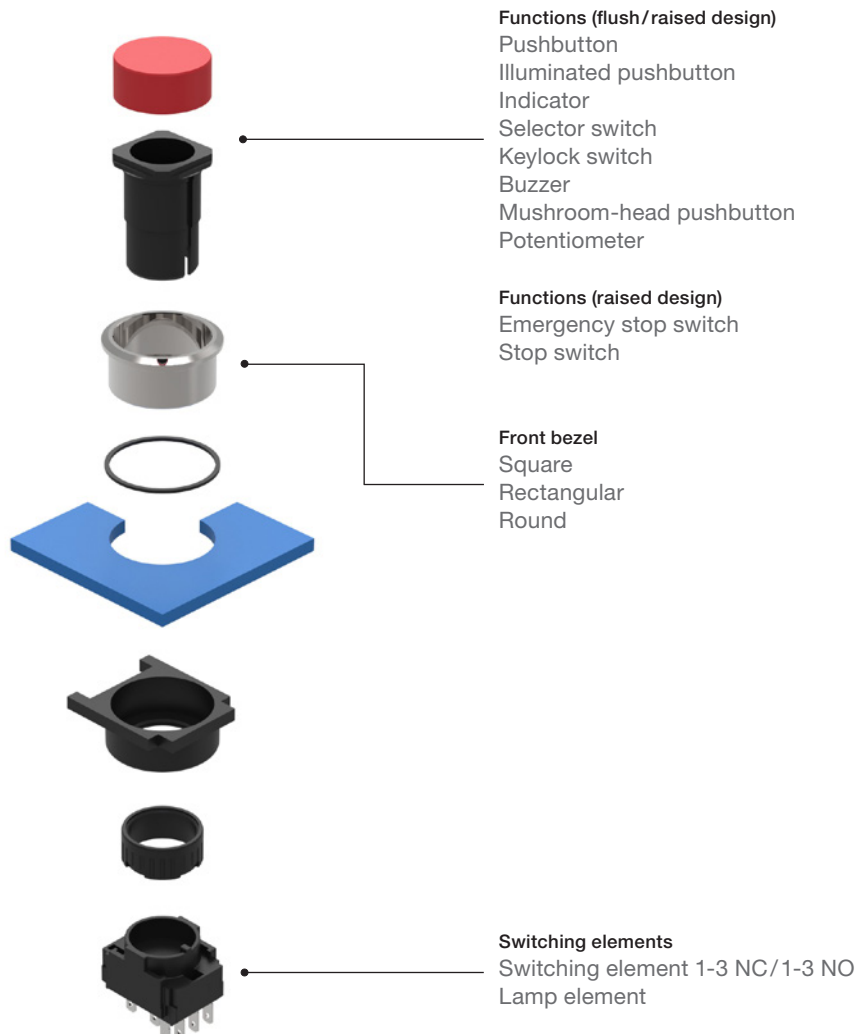 Functions (flush/raised design)
Pushbutton
Illuminated pushbutton
Indicator
Selector switch
Keylock switch
Buzzer
Mushroom-head pushbutton
Potentiometer
Functions (raised design)
Emergency stop switch
Stop switch
Front bezel
Square
Rectangular
Round
Switching elements
Switching element 1-3 NC/1-3 NO
Lamp element